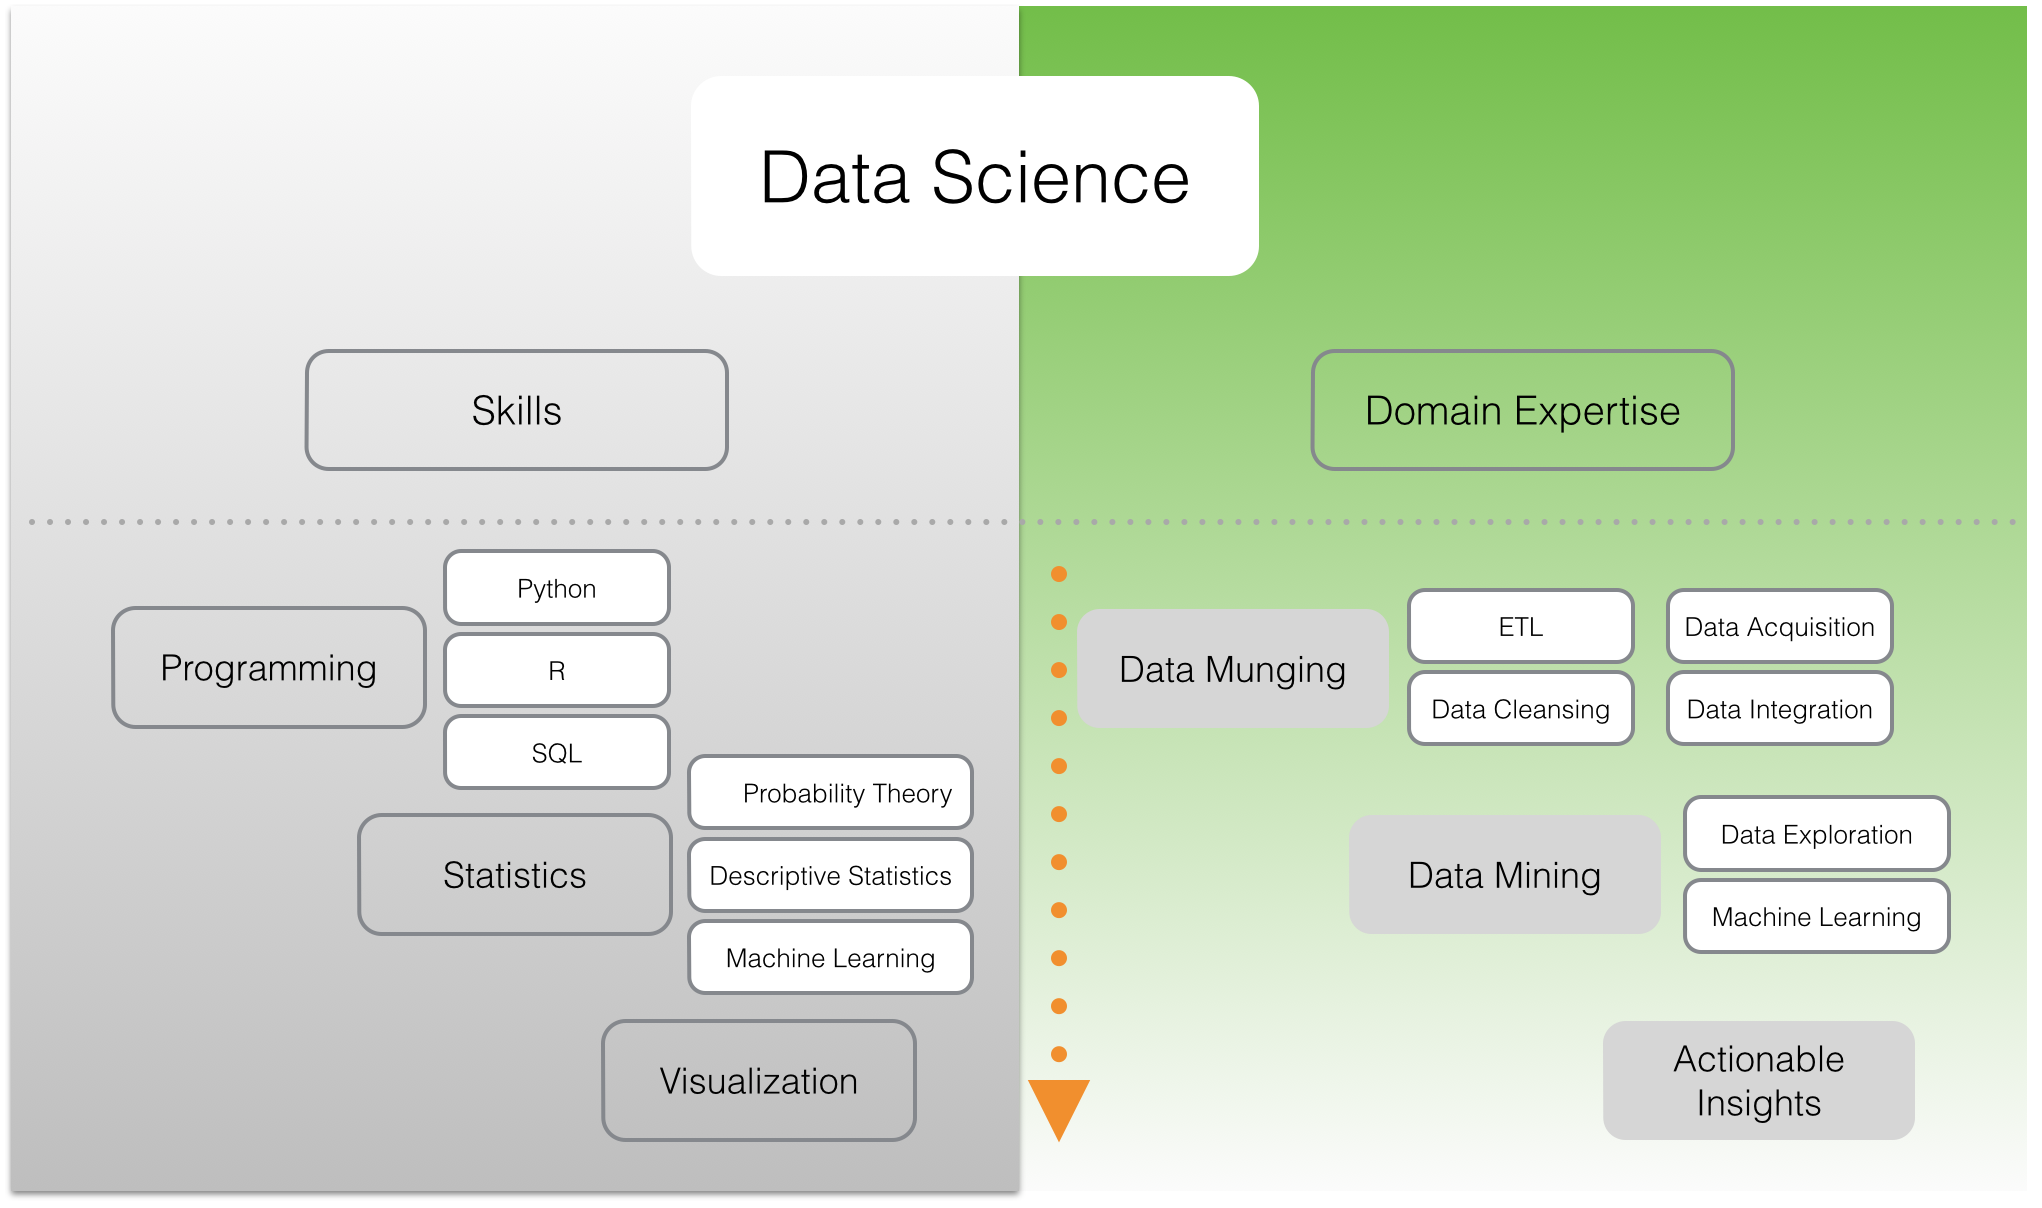 Data Science
Skills
Domain Expertise
Programming
Python
R
SQL
Statistics
Probability Theory
Descriptive Statistics
Machine Learning
Visualization
Data Munging
ETL
Data Acquisition
Data Cleansing
Data Integration
Data Mining
Data Exploration
Machine Learning
Actionable
Insights